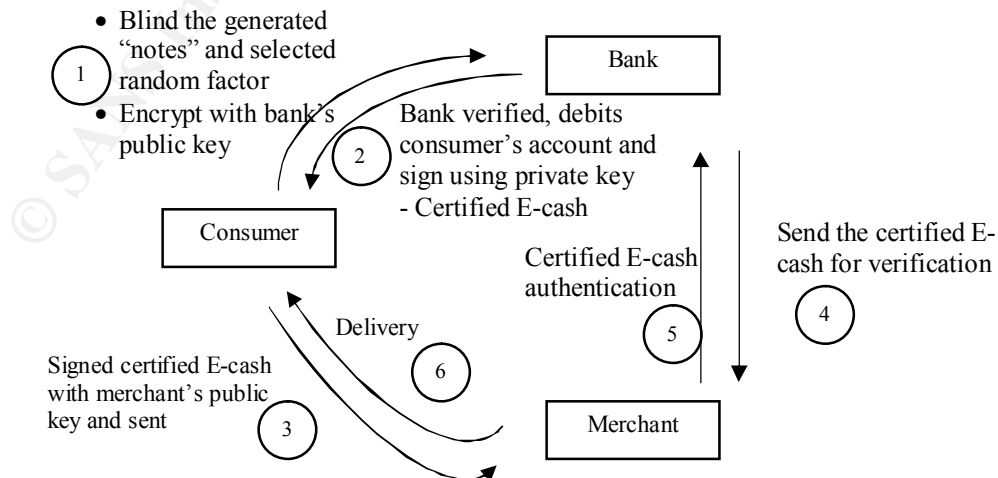 • Blind the generated
“notes” and selected
random factor
• Encrypt with bank’s
public key
1
Bank
2
Bank verified, debits
consumer’s account and
sign using private key
- Certified E-cash
Consumer
Certified E-cash
authentication
5
Send the certified E-
cash for verification
4
Delivery
6
Signed certified E-cash
with merchant’s public
key and sent
3
Merchant
© SANS In